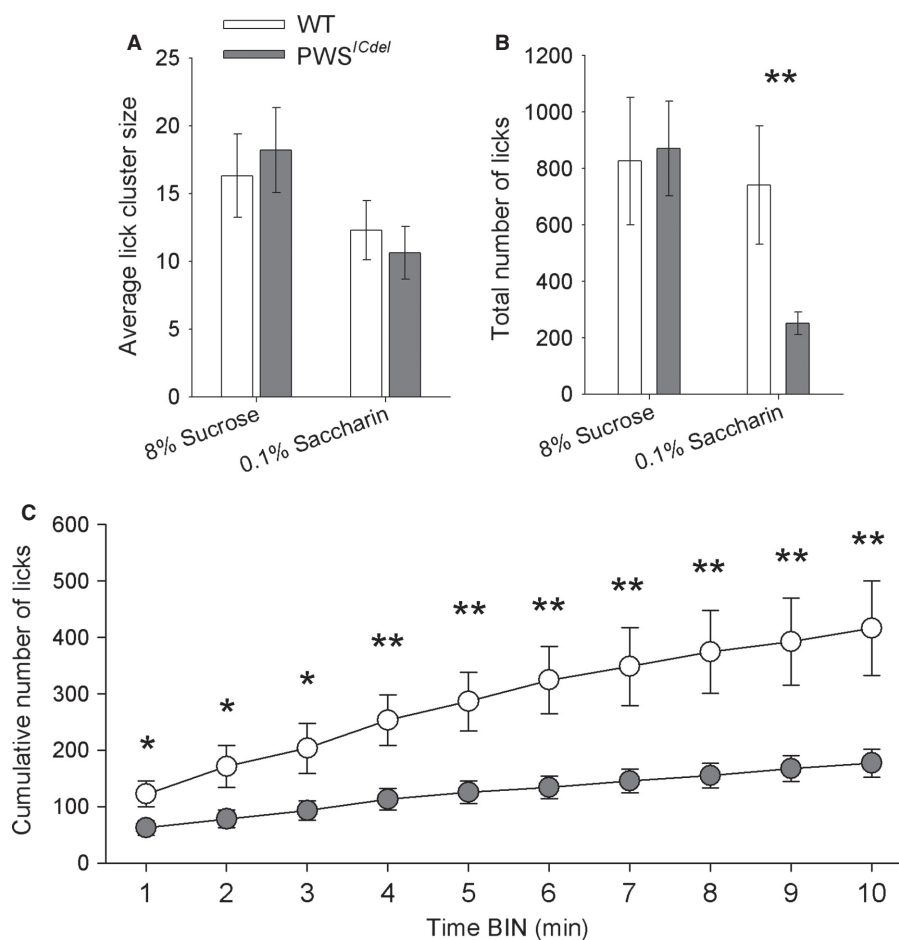 WT
PWSICdel
A
25
20
15
10
5
0
Average lick cluster size
8% Sucrose
0.1% Saccharin
B
1200
1000
800
600
400
200
0
Total number of licks
**
8% Sucrose
0.1% Saccharin
C
600
500
400
300
200
100
0
Cumulative number of licks
* * * ** ** ** ** ** ** **
1 2 3 4 5 6 7 8 9 10
Time BIN (min)